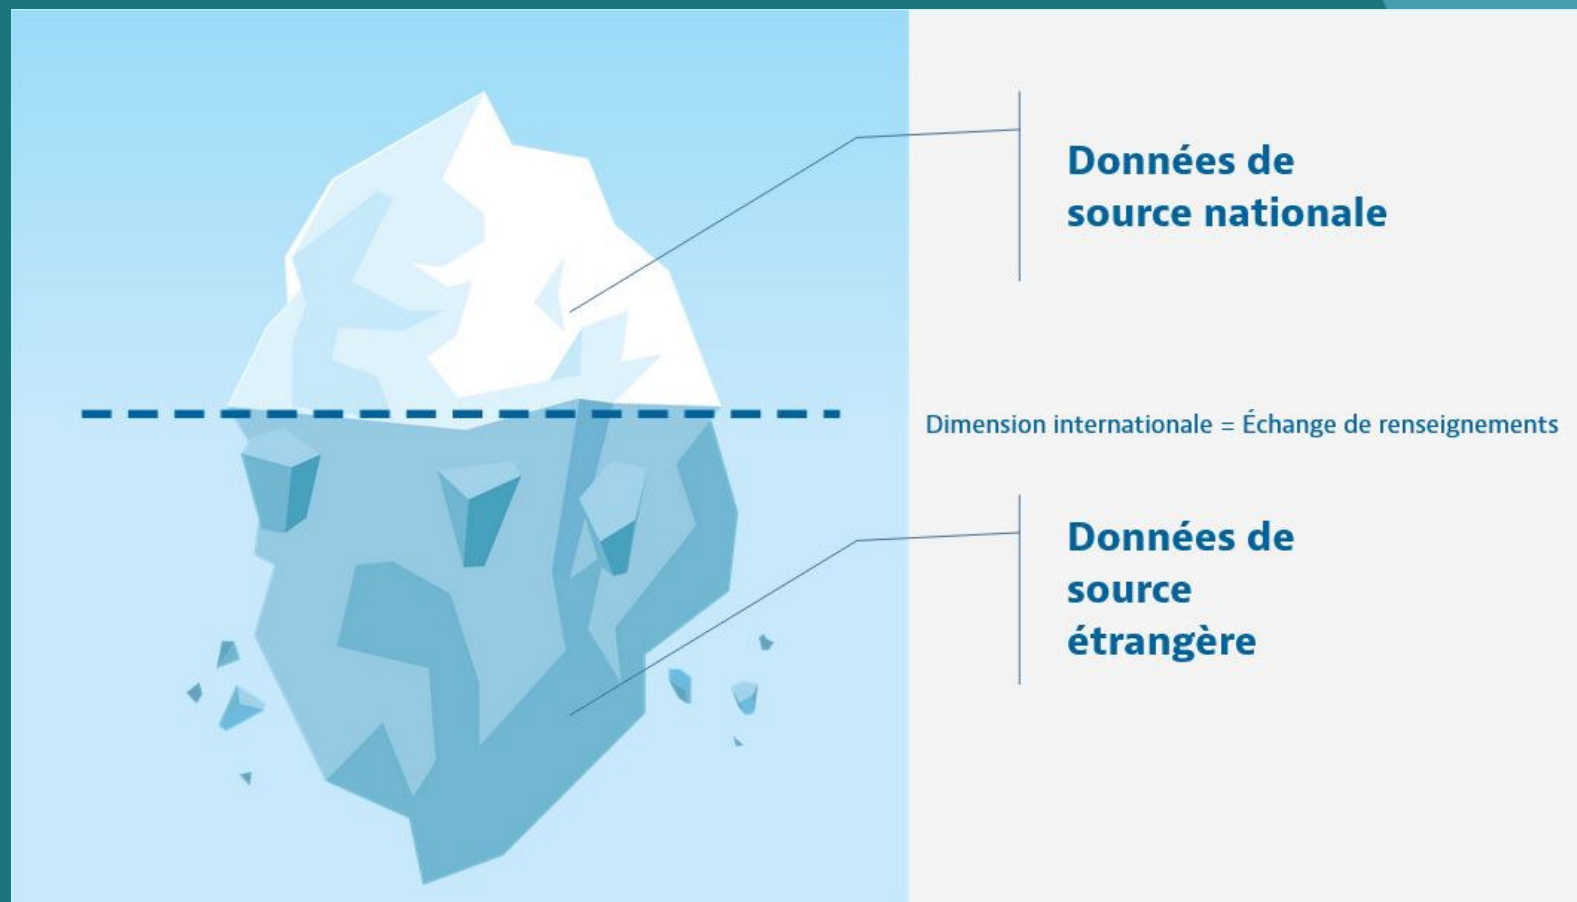 Données de
source nationale
Dimension internationale = Échange de renseignements
Données de
source
étrangère